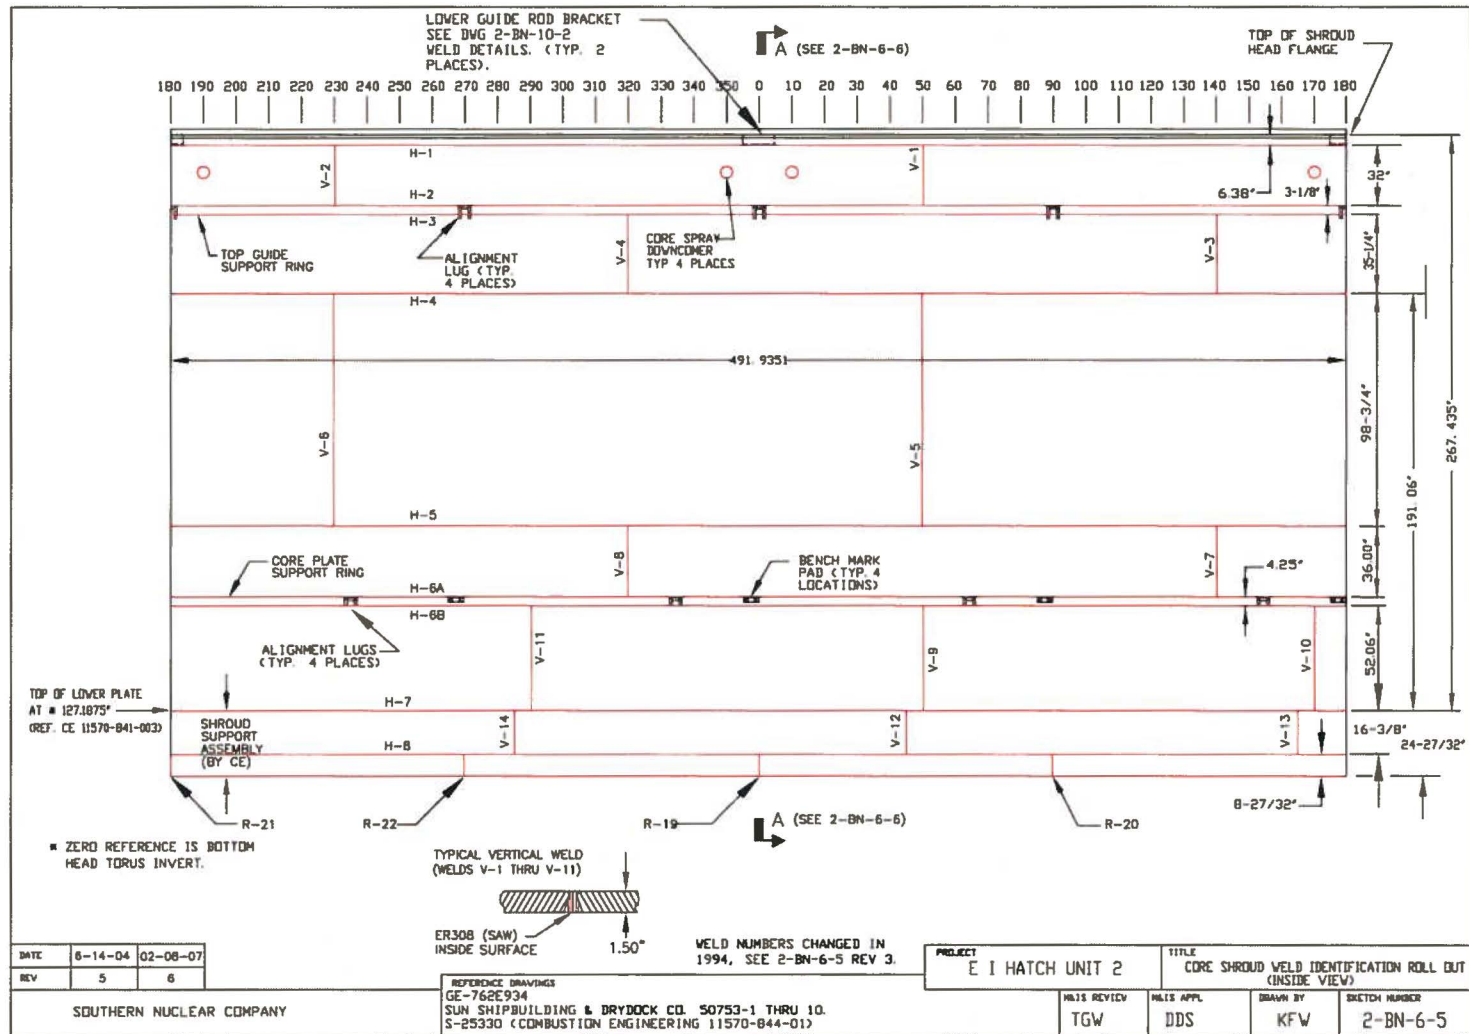 LOWER GUIDE ROD BRACKET
SEE DWG 2-BN-10-2
WELD DETAILS. (TYP. 2
PLACES).
A (SEE 2-BN-6-6)
TOP OF SHROUD
HEAD FLANGE
180 190 200 210 220 230 240 250 260 270 280 290 300 310 320 330 340 350 0 10 20 30 40 50 60 70 80 90 100 110 120 130 140 150 160 170 180
H-1
V-2
V-1
H-2
6.38"
3-1/8"
32"
H-3
TOP GUIDE
SUPPORT RING
ALIGNMENT
LUG (TYP.
4 PLACES)
V-4
CORE SPRAY
DOWNCOMER
TYP 4 PLACES
V-3
35-1/4"
H-4
491.9351
V-6
V-5
98-3/4"
267.435"
191.06"
H-5
CORE PLATE
SUPPORT RING
V-8
BENCH MARK
PAD (TYP. 4
LOCATIONS)
V-7
4.25"
36.00"
H-6A
H-6B
ALIGNMENT LUGS
(TYP. 4 PLACES)
V-11
V-9
V-10
52.06"
TOP OF LOWER PLATE
AT * 127.1875"
(REF. CE 11570-841-003)
H-7
SHROUD
SUPPORT
ASSEMBLY
(BY CE)
V-14
V-12
V-13
16-3/8"
24-27/32"
H-8
8-27/32"
R-21
R-22
R-19
R-20
A (SEE 2-BN-6-6)
* ZERO REFERENCE IS BOTTOM
HEAD TORUS INVERT.
TYPICAL VERTICAL WELD
(WELDS V-1 THRU V-11)
ER308 (SAW)
INSIDE SURFACE
1.50"
WELD NUMBERS CHANGED IN
1994, SEE 2-BN-6-5 REV 3.
DATE 6-14-04 02-06-07
REV 5 6
SOUTHERN NUCLEAR COMPANY
REFERENCE DRAWINGS
GE-762E934
SUN SHIPBUILDING & DRYDOCK CO. 50753-1 THRU 10.
S-25330 (COMBUSTION ENGINEERING 11570-844-01)
PROJECT
E I HATCH UNIT 2
TITLE
CORE SHROUD WELD IDENTIFICATION ROLL OUT
(INSIDE VIEW)
REVIEW
TGW
APPL
DDS
DRAWN BY
KFW
SKETCH NUMBER
2-BN-6-5